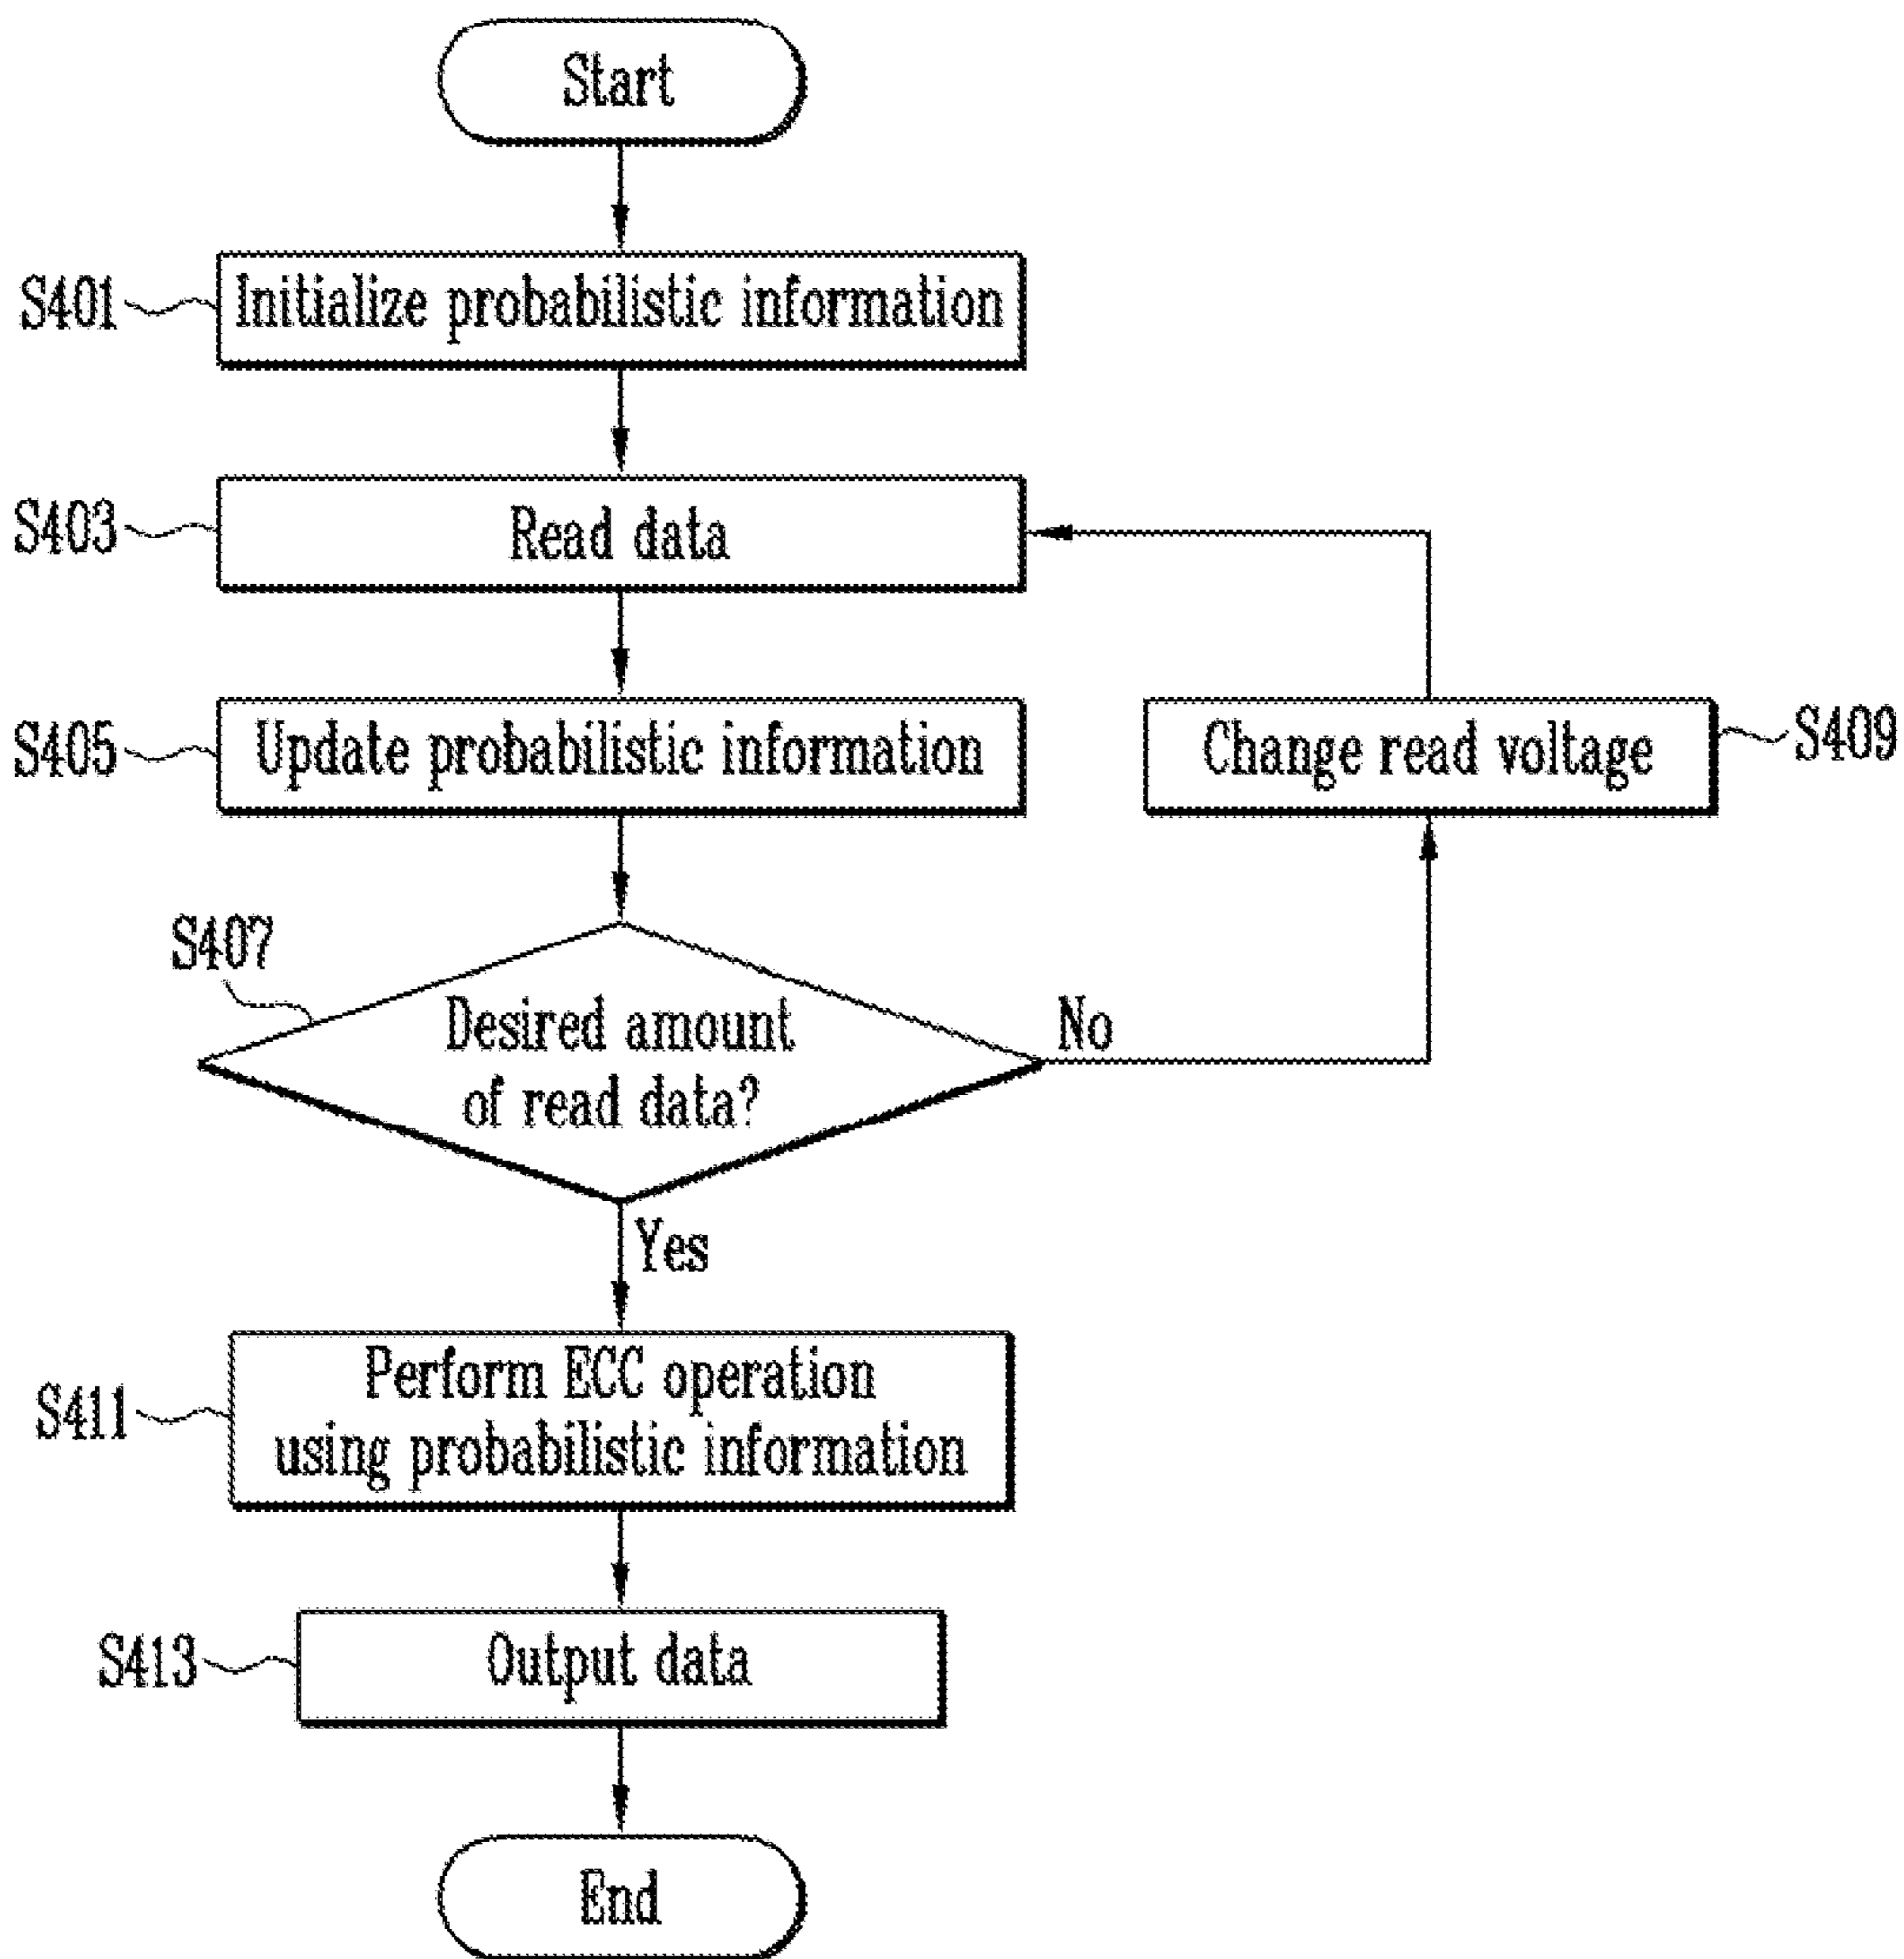 Start
S401
Initialize probabilistic information
S403
Read data
S405
Update probabilistic information
Change read voltage
S409
S407
Desired amount
of read data?
No
Yes
S411
Perform ECC operation
using probabilistic information
S413
Output data
End